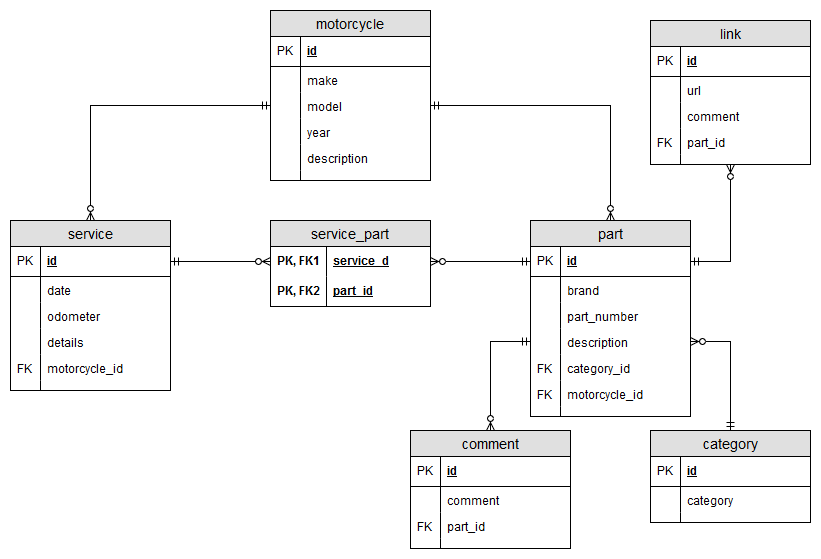 motorcycle
PK id
make
model
year
description
link
PK id
url
comment
FK part_id
service
PK id
date
odometer
details
FK motorcycle_id
service_part
PK, FK1 service_d
PK, FK2 part_id
part
PK id
brand
part_number
description
FK category_id
FK motorcycle_id
comment
PK id
comment
FK part_id
category
PK id
category